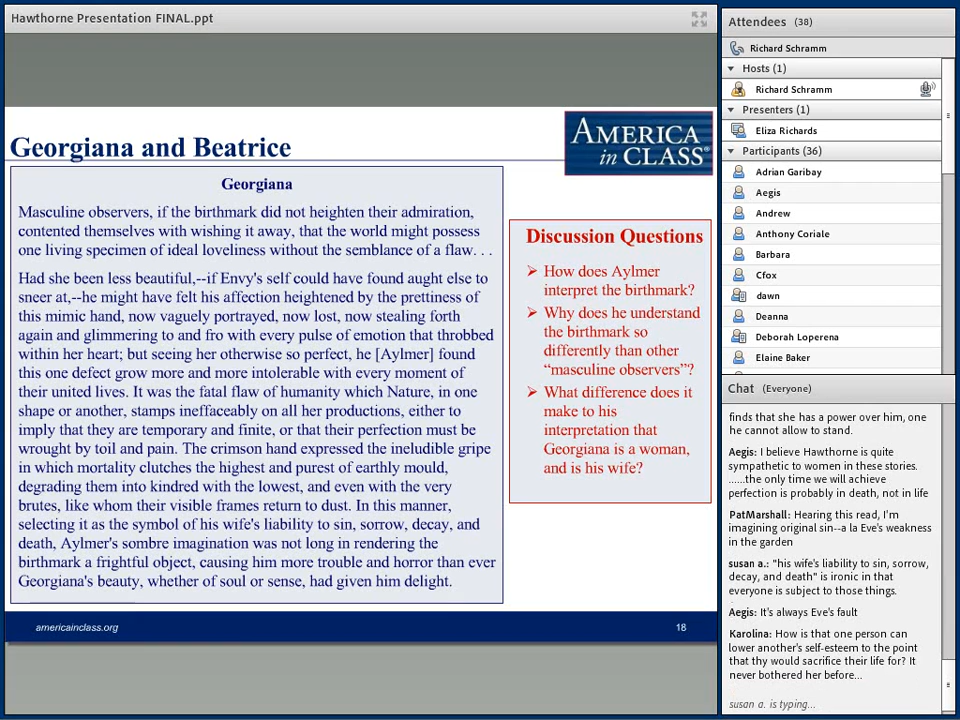 Hawthorne Presentation FINAL.ppt
Georgiana and Beatrice
AMERICA
in CLASS®
Georgiana
Masculine observers, if the birthmark did not heighten their admiration,
contented themselves with wishing it away, that the world might possess
one living specimen of ideal loveliness without the semblance of a flaw. . .
Had she been less beautiful,--if Envy's self could have found aught else to
sneer at,--he might have felt his affection heightened by the prettiness of
this mimic hand, now vaguely portrayed, now lost, now stealing forth
again and glimmering to and fro with every pulse of emotion that throbbed
within her heart; but seeing her otherwise so perfect, he [Aylmer] found
this one defect grow more and more intolerable with every moment of
their united lives. It was the fatal flaw of humanity which Nature, in one
shape or another, stamps ineffaceably on all her productions, either to
imply that they are temporary and finite, or that their perfection must be
wrought by toil and pain. The crimson hand expressed the ineludible gripe
in which mortality clutches the highest and purest of earthly mould,
degrading them into kindred with the lowest, and even with the very
brutes, like whom their visible frames return to dust. In this manner,
selecting it as the symbol of his wife's liability to sin, sorrow, decay, and
death, Aylmer's sombre imagination was not long in rendering the
birthmark a frightful object, causing him more trouble and horror than ever
Georgiana's beauty, whether of soul or sense, had given him delight.
Discussion Questions
How does Aylmer
interpret the birthmark?
Why does he understand
the birthmark so
differently than other
“masculine observers”?
What difference does it
make to his
interpretation that
Georgiana is a woman,
and is his wife?
americainclass.org
18
Attendees (38)
Richard Schramm
Hosts (1)
Richard Schramm
Presenters (1)
Eliza Richards
Participants (36)
Adrian Garibay
Aegis
Andrew
Anthony Coriale
Barbara
Cfox
dawn
Deanna
Deborah Loperena
Elaine Baker
Chat (Everyone)
finds that she has a power over him, one
he cannot allow to stand.
Aegis: I believe Hawthorne is quite
sympathetic to women in these stories.
......the only time we will achieve
perfection is probably in death, not in life
PatMarshall: Hearing this read, I'm
imagining original sin--a la Eve's weakness
in the garden
susan a.: "his wife's liability to sin, sorrow,
decay, and death" is ironic in that
everyone is subject to those things.
Aegis: It's always Eve's fault
Karolina: How is that one person can
lower another's self-esteem to the point
that thy would sacrifice their life for? It
never bothered her before...
susan a. is typing...